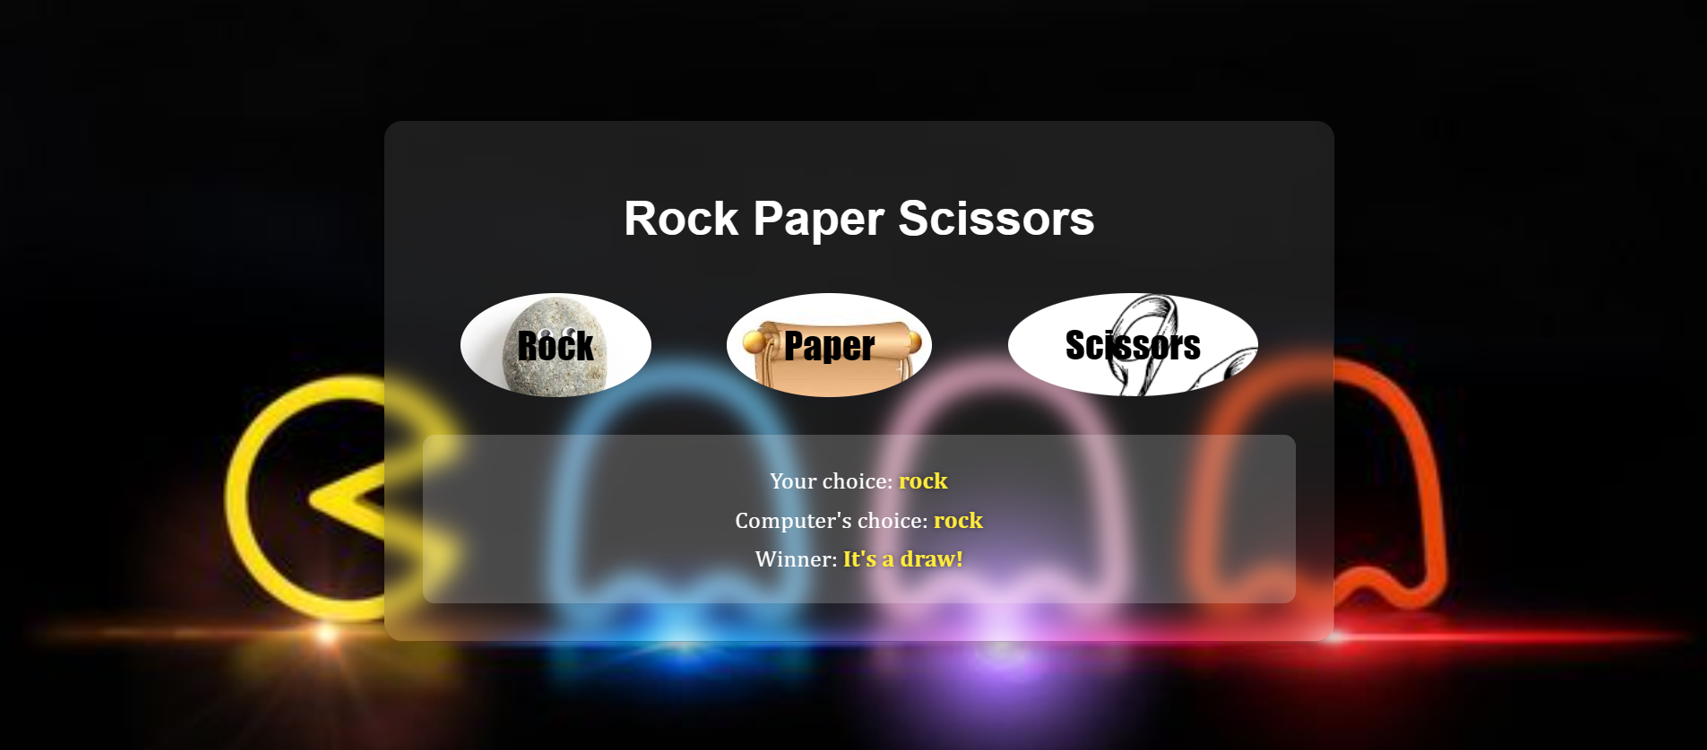 Rock Paper Scissors
Rock
Paper
Scissors
Your choice: rock
Computer's choice: rock
Winner: It's a draw!